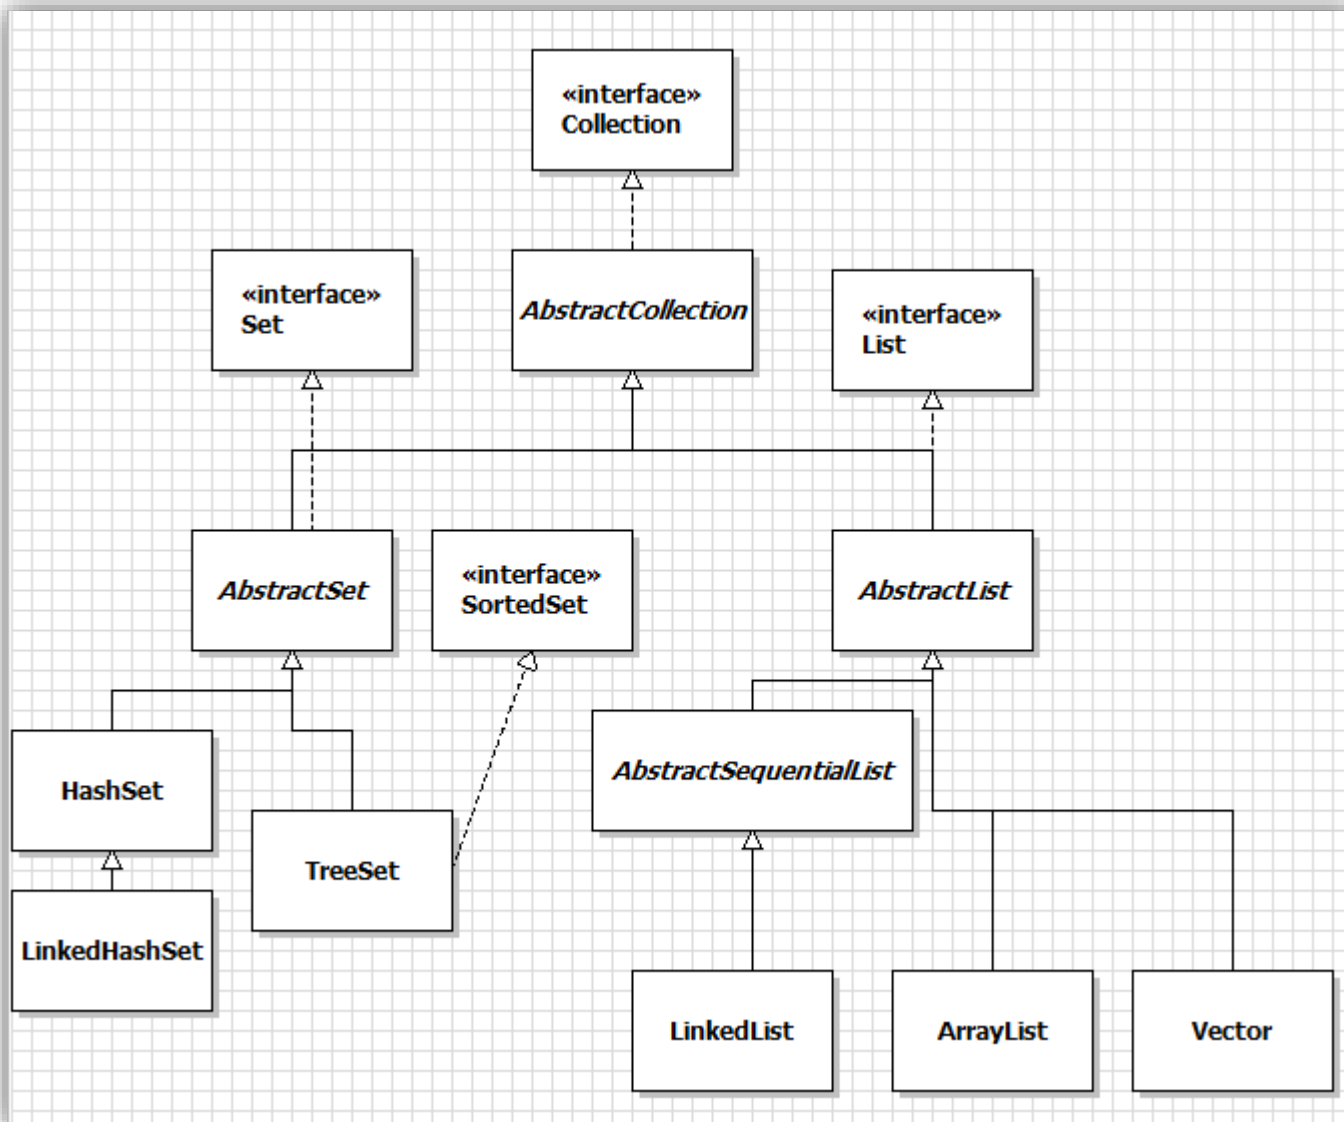 «interface»
Collection
«interface»
Set
AbstractCollection
«interface»
List
AbstractSet
«interface»
SortedSet
AbstractList
HashSet
AbstractSequentialList
TreeSet
LinkedHashSet
LinkedList
ArrayList
Vector